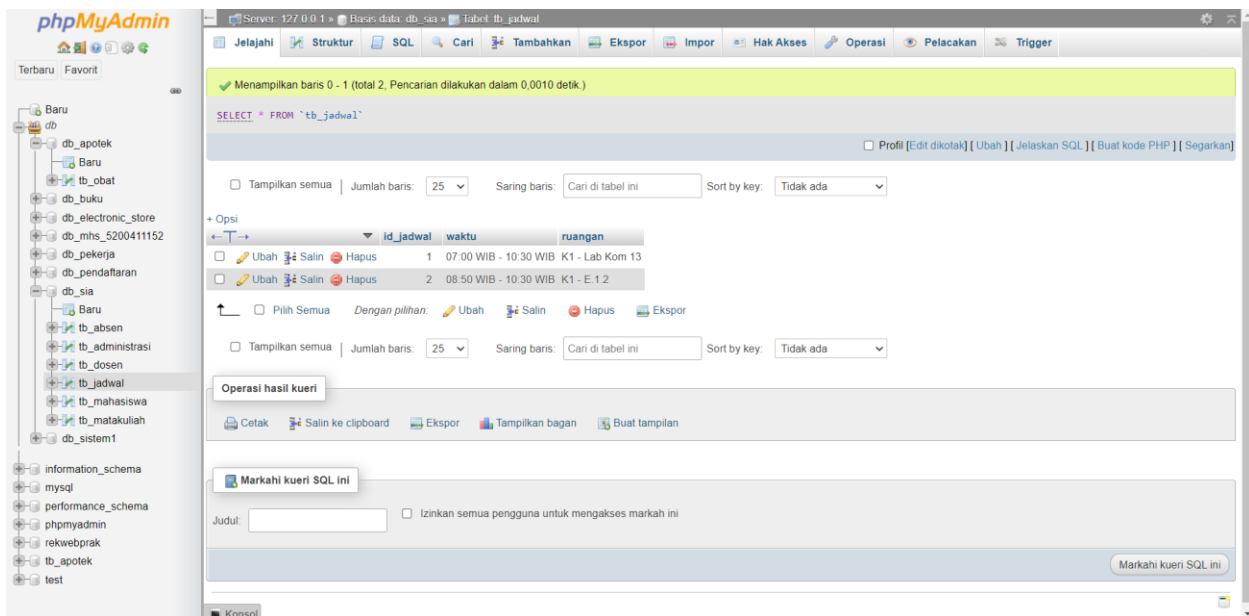 phpMyAdmin
Terbaru Favorit
Baru
db
db_apotek
Baru
tb_obat
db_buku
db_electronic_store
db_mhs_5200411152
db_pekerja
db_pendaftaran
db_sia
Baru
tb_absen
tb_administrasi
tb_dosen
tb_jadwal
tb_mahasiswa
tb_matakuliah
db_sistem1
information_schema
mysql
performance_schema
phpmyadmin
rekwebprak
tb_apotek
test
Server: 127.0.0.1 » Basis data: db_sia » Tabel: tb_jadwal
Jelajahi Struktur SQL Cari Tambahkan Ekspor Impor Hak Akses Operasi Pelacakan Trigger
Menampilkan baris 0 - 1 (total 2, Pencarian dilakukan dalam 0,0010 detik.)
SELECT * FROM `tb_jadwal`
Profil [Edit dikotak] [ Ubah ] [ Jelaskan SQL ] [ Buat kode PHP ] [ Segarkan]
Tampilkan semua | Jumlah baris: 25 Saring baris: Cari di tabel ini Sort by key: Tidak ada
+ Opsi
←T→ id_jadwal waktu ruangan
Ubah Salin Hapus 1 07:00 WIB - 10:30 WIB K1 - Lab Kom 13
Ubah Salin Hapus 2 08:50 WIB - 10:30 WIB K1 - E.1.2
Pilih Semua Dengan pilihan: Ubah Salin Hapus Ekspor
Tampilkan semua | Jumlah baris: 25 Saring baris: Cari di tabel ini Sort by key: Tidak ada
Operasi hasil kueri
Cetak Salin ke clipboard Ekspor Tampilkan bagan Buat tampilan
Markahi kueri SQL ini
Judul: Izinkan semua pengguna untuk mengakses markah ini
Markahi kueri SQL ini
Konsol